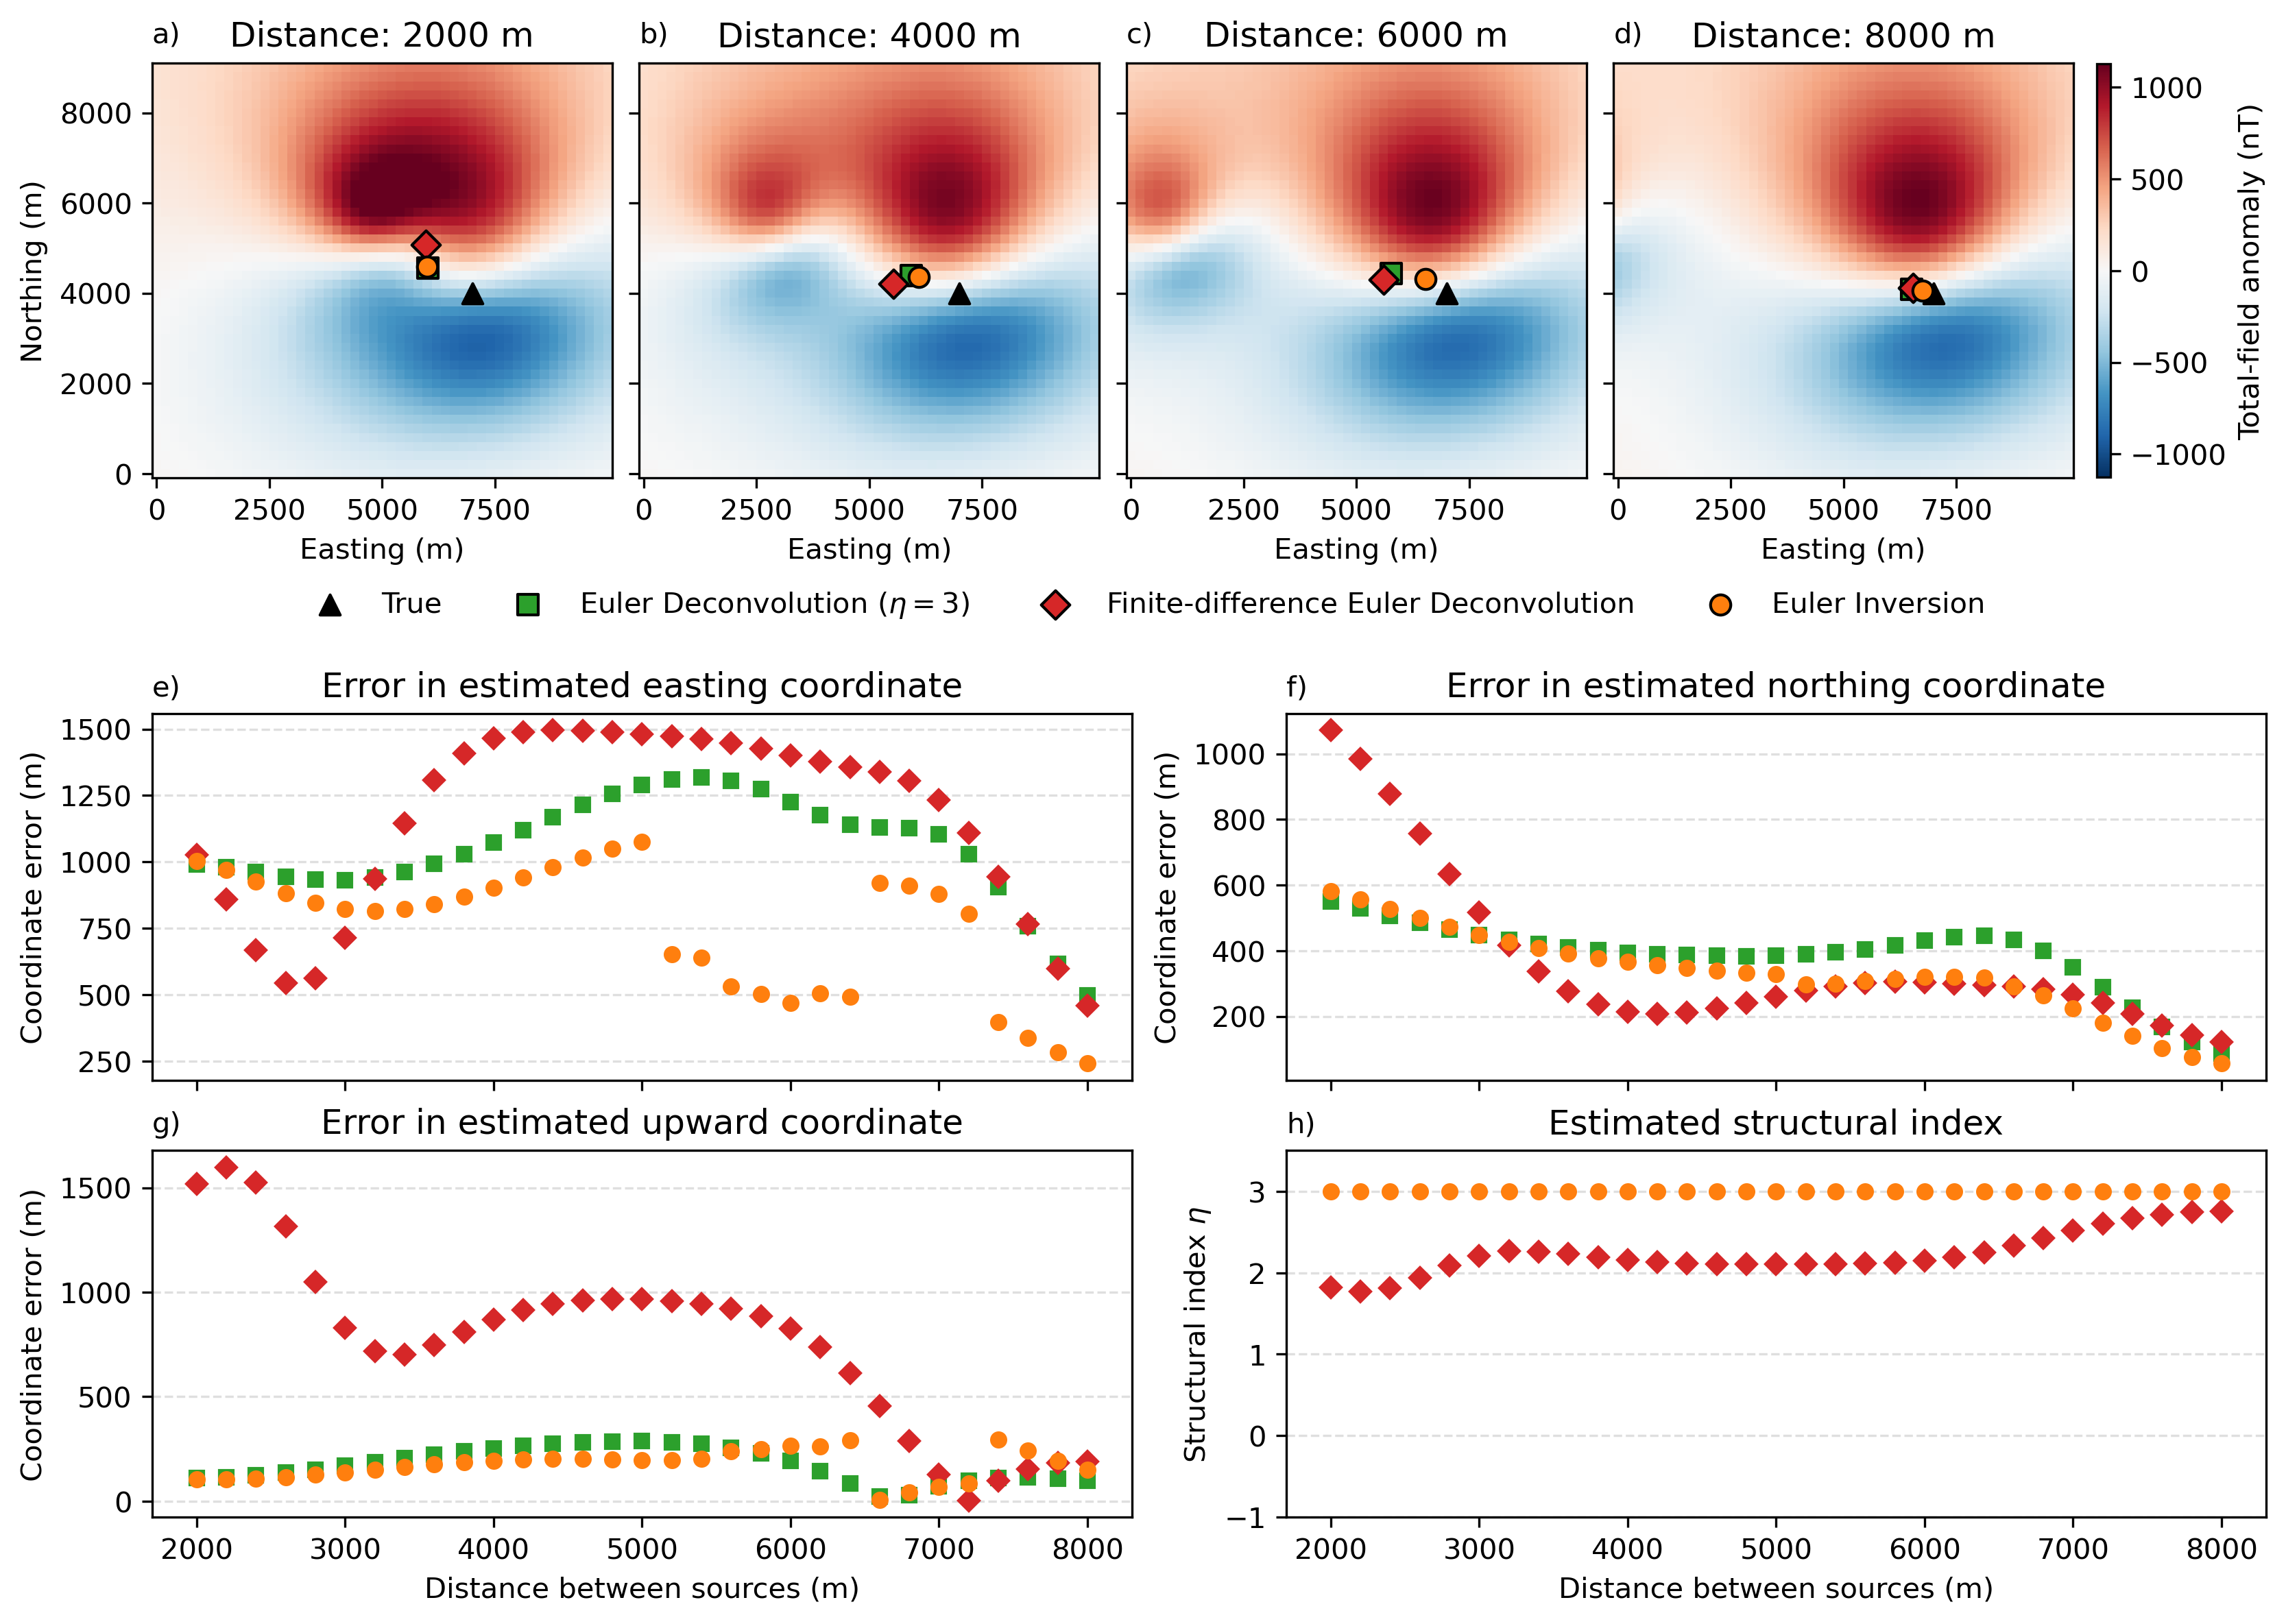 a) Distance: 2000 m
b) Distance: 4000 m
c) Distance: 6000 m
d) Distance: 8000 m
Northing (m)
8000
6000
4000
2000
0
0 2500 5000 7500
0 2500 5000 7500
0 2500 5000 7500
0 2500 5000 7500
Easting (m)
Easting (m)
Easting (m)
Easting (m)
1000
500
0
−500
−1000
Total-field anomaly (nT)
True
Euler Deconvolution (η = 3)
Finite-difference Euler Deconvolution
Euler Inversion
e) Error in estimated easting coordinate
Coordinate error (m)
1500
1250
1000
750
500
250
f) Error in estimated northing coordinate
Coordinate error (m)
1000
800
600
400
200
g) Error in estimated upward coordinate
Coordinate error (m)
1500
1000
500
0
2000 3000 4000 5000 6000 7000 8000
Distance between sources (m)
h) Estimated structural index
Structural index η
3
2
1
0
−1
2000 3000 4000 5000 6000 7000 8000
Distance between sources (m)